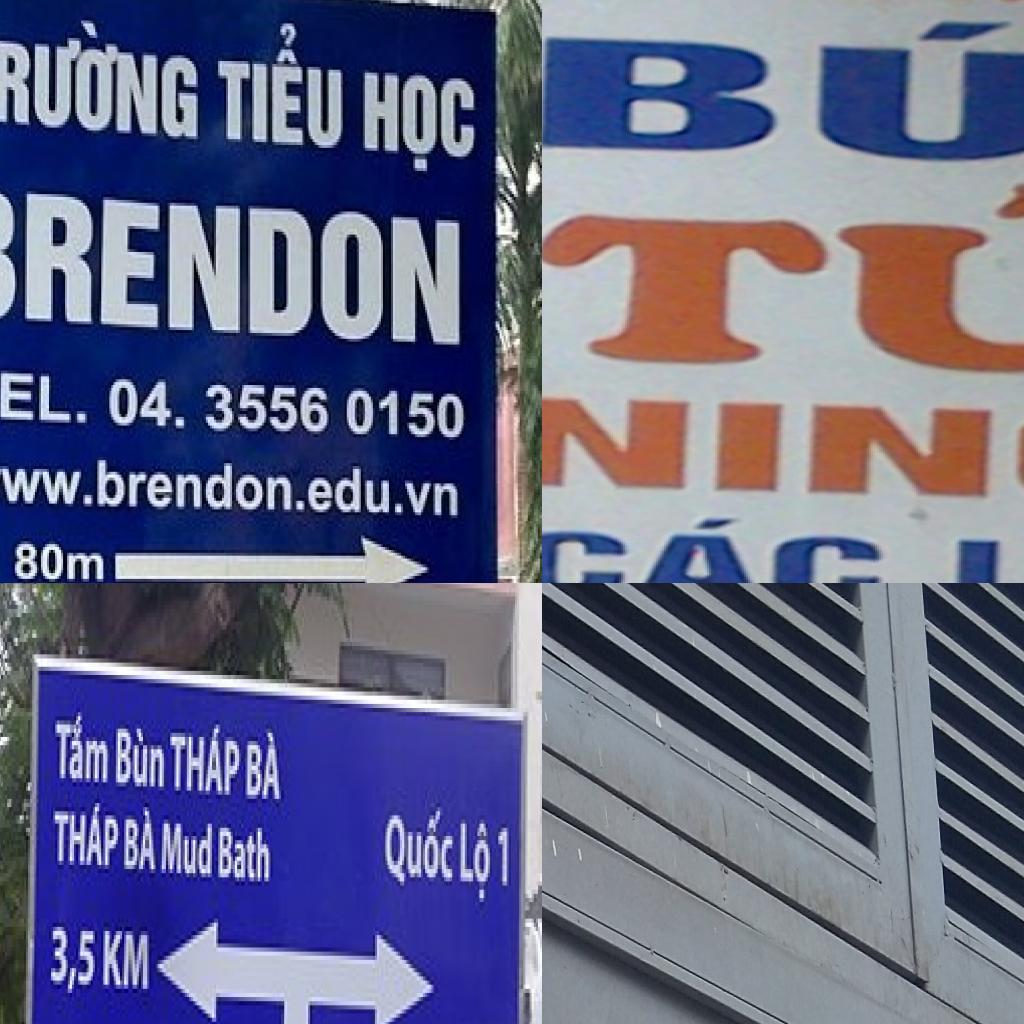 RƯỜNG TIỂU HỌC
BRENDON
EL. 04. 3556 0150
ww.brendon.edu.vn
80m
BÚ
TỨ
NIN
CÁC
Tắm Bùn THÁP BÀ
THÁP BÀ Mud Bath
Quốc Lộ 1
3,5 KM